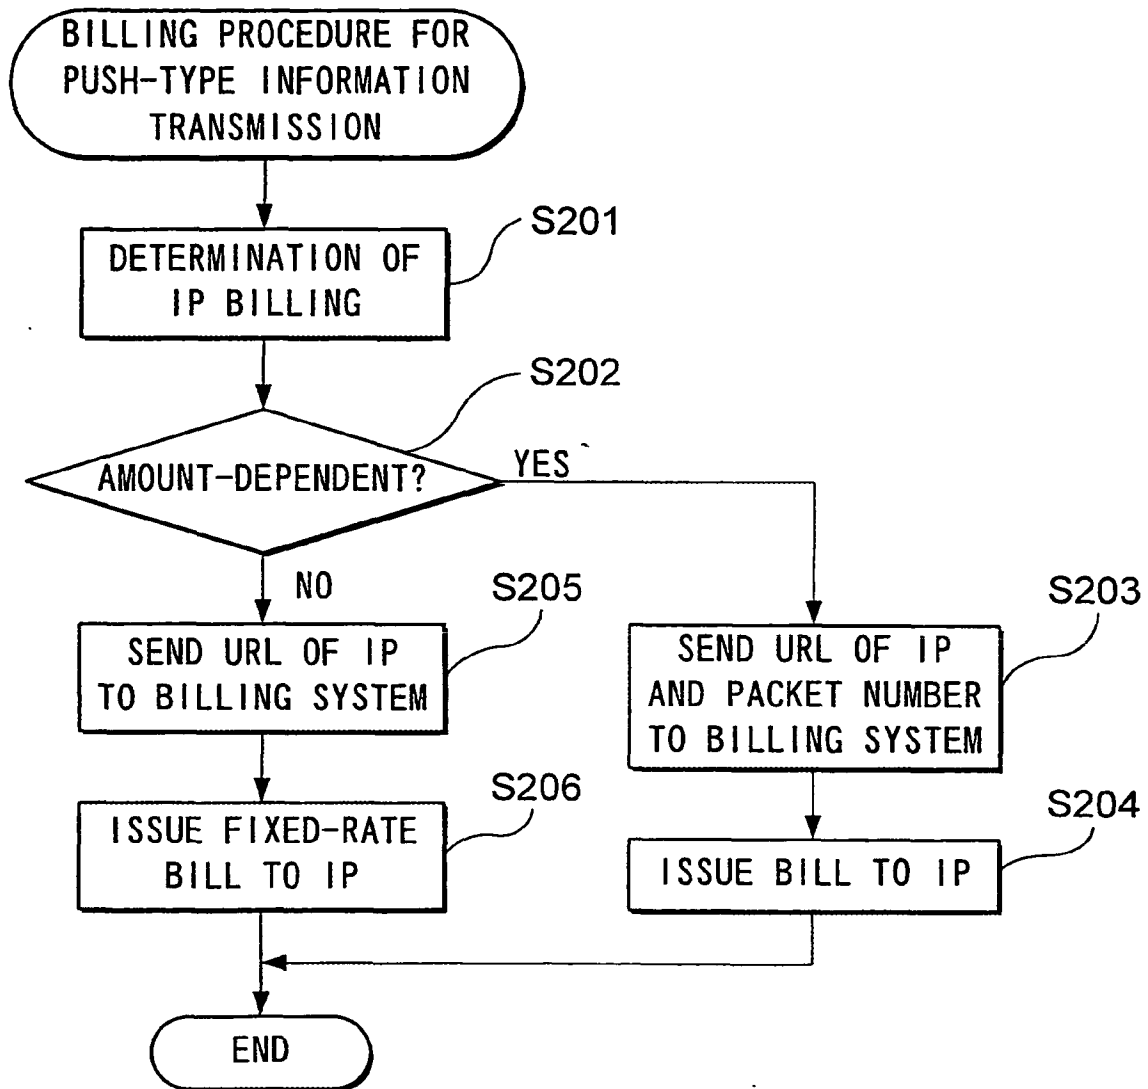 BILLING PROCEDURE FOR
PUSH-TYPE INFORMATION
TRANSMISSION
S201
DETERMINATION OF
IP BILLING
S202
AMOUNT-DEPENDENT?
YES
NO
S205
SEND URL OF IP
TO BILLING SYSTEM
S203
SEND URL OF IP
AND PACKET NUMBER
TO BILLING SYSTEM
S206
ISSUE FIXED-RATE
BILL TO IP
S204
ISSUE BILL TO IP
END